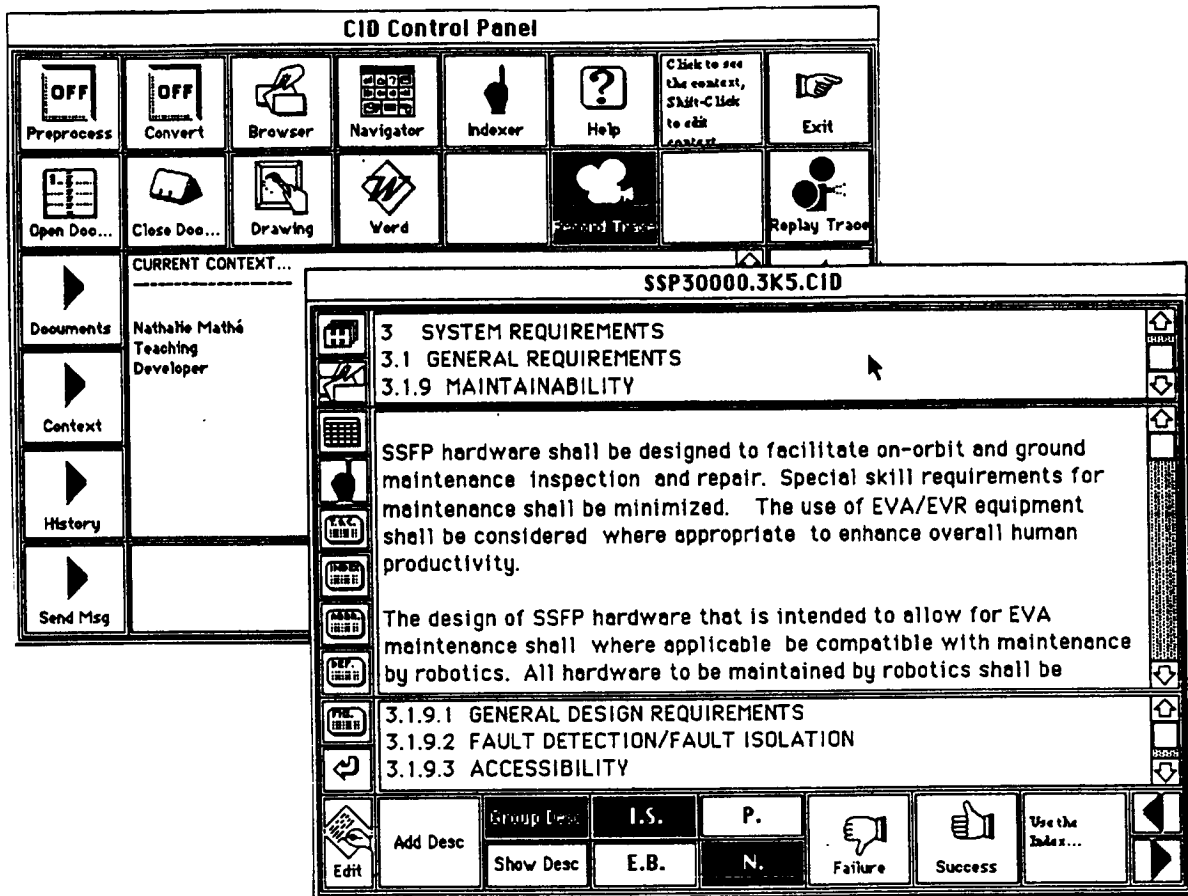 CID Control Panel
OFF
OFF
?
Click to see
the context,
Shift-Click
to edit
context
Preprocess
Convert
Browser
Navigator
Indexer
Help
Exit
Open Doc...
Close Doc...
Drawing
Word
Record Trace
Replay Trace
CURRENT CONTEXT...
Documents
Nathalie Mathé
Teaching
Developer
Context
History
Send Msg
SSP30000.3K5.CID
3 SYSTEM REQUIREMENTS
3.1 GENERAL REQUIREMENTS
3.1.9 MAINTAINABILITY
SSFP hardware shall be designed to facilitate on-orbit and ground
maintenance inspection and repair. Special skill requirements for
maintenance shall be minimized. The use of EVA/EVR equipment
shall be considered where appropriate to enhance overall human
productivity.
The design of SSFP hardware that is intended to allow for EVA
maintenance shall where applicable be compatible with maintenance
by robotics. All hardware to be maintained by robotics shall be
T.O.C.
INDEX
DEF.
3.1.9.1 GENERAL DESIGN REQUIREMENTS
3.1.9.2 FAULT DETECTION/FAULT ISOLATION
3.1.9.3 ACCESSIBILITY
Edit
Add Desc
Group Desc
Show Desc
I.S.
E.B.
P.
N.
Failure
Success
Use the
Index...